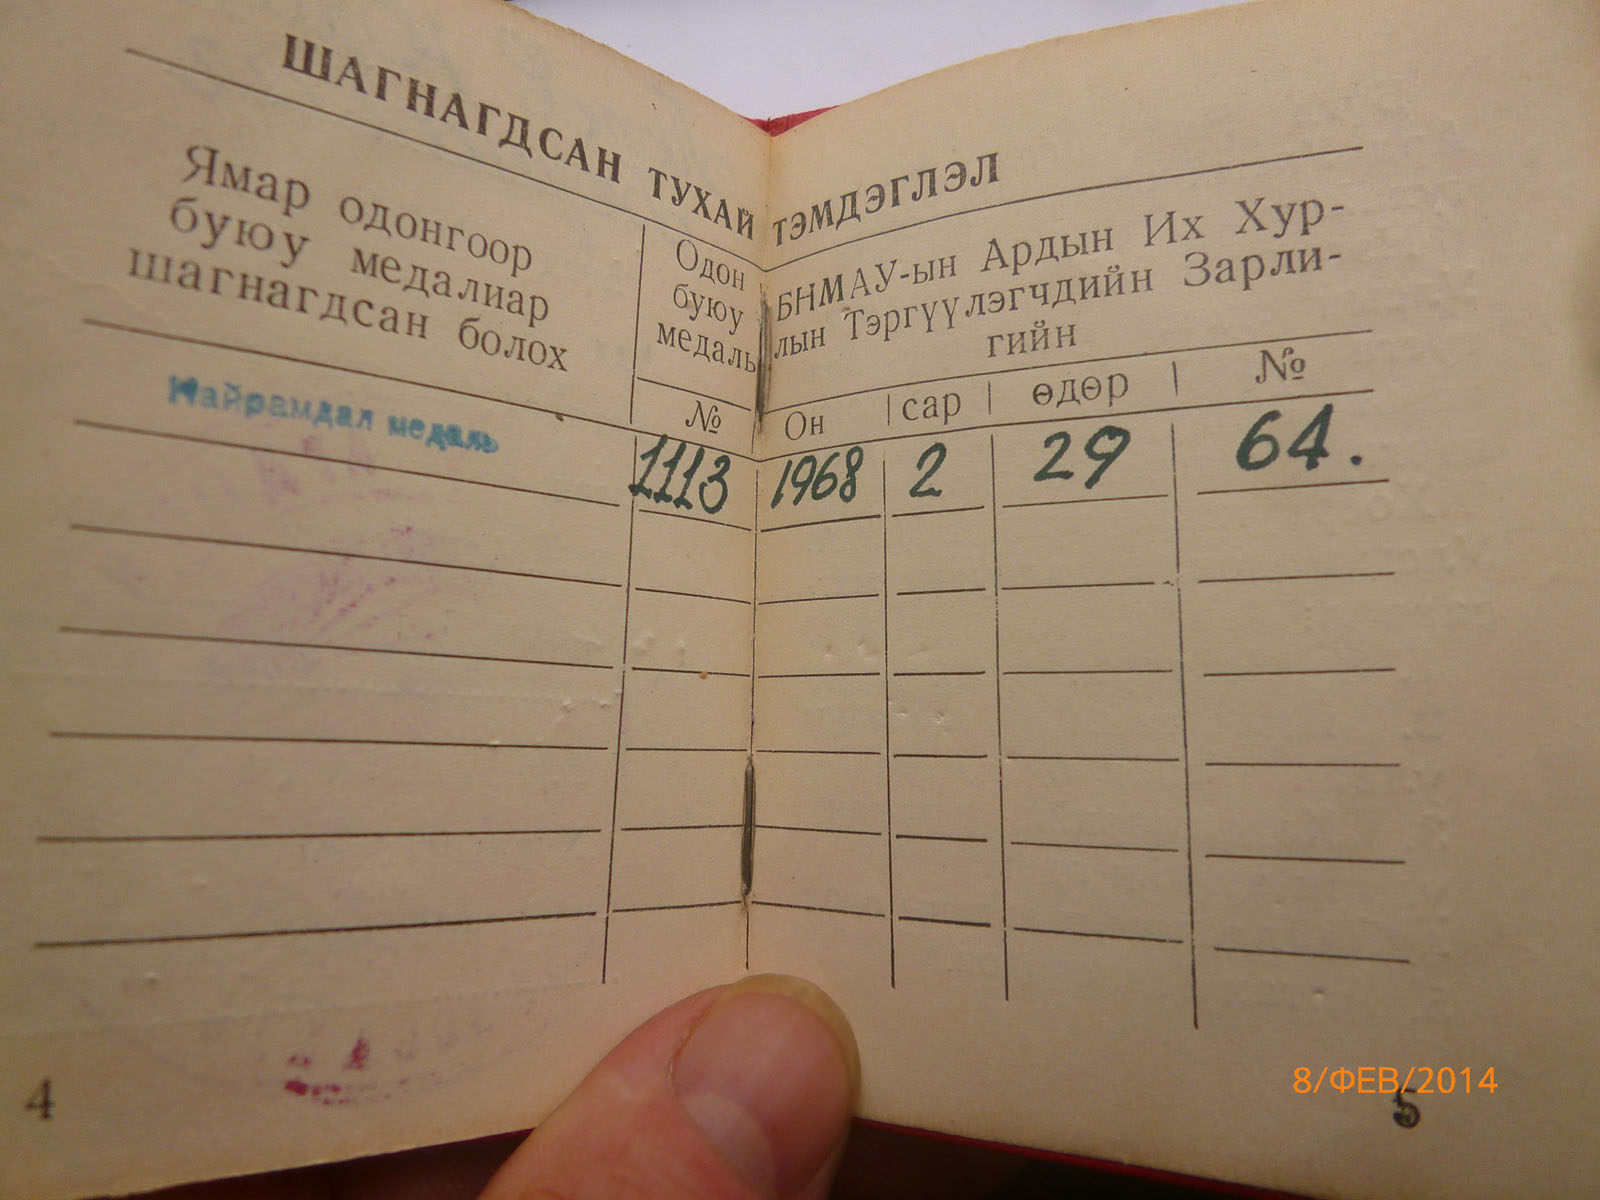 ШАГНАГДСАН ТУХАЙ ТЭМДЭГЛЭЛ
Ямар одонгоор
буюу медалиар
шагнагдсан болох
Одон
буюу
медаль
№
БНМАУ-ын Ардын Их Хур-
лын Тэргүүлэгчдийн Зарли-
гийн
Он сар өдөр №
Найрамдал медаль 1113 1968 2 29 64.
4
5
8/ФЕВ/2014